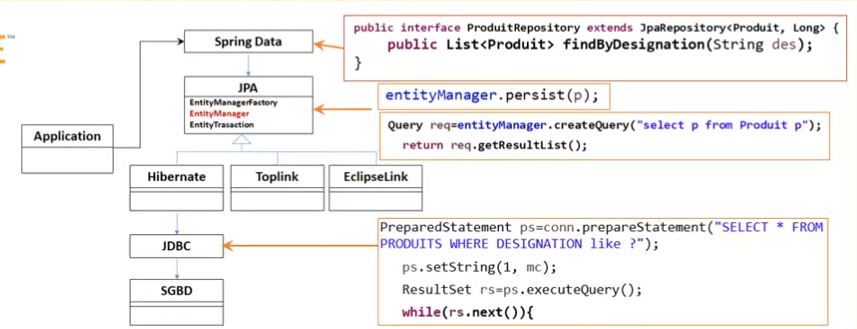 Spring Data
public interface ProduitRepository extends JpaRepository<Produit, Long> {
public List<Produit> findByDesignation(String des);
}
JPA
EntityManagerFactory
EntityManager
EntityTrasaction
entityManager.persist(p);
Query req=entityManager.createQuery("select p from Produit p");
return req.getResultList();
Application
Hibernate
Toplink
EclipseLink
JDBC
SGBD
PreparedStatement ps=conn.prepareStatement("SELECT * FROM
PRODUITS WHERE DESIGNATION like ?");
ps.setString(1, mc);
ResultSet rs=ps.executeQuery();
while(rs.next()){